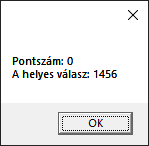 Pontszám: 0
A helyes válasz: 1456
OK